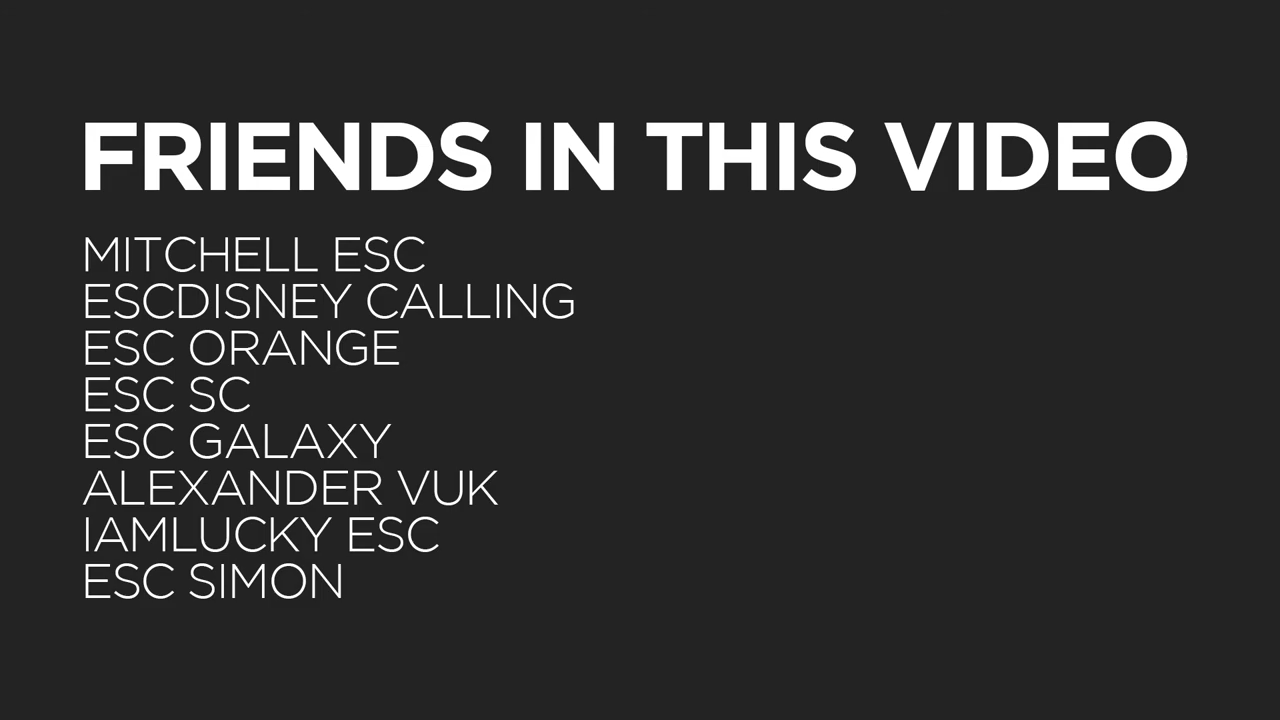 FRIENDS IN THIS VIDEO
MITCHELL ESC
ESCDISNEY CALLING
ESC ORANGE
ESC SC
ESC GALAXY
ALEXANDER VUK
IAMLUCKY ESC
ESC SIMON